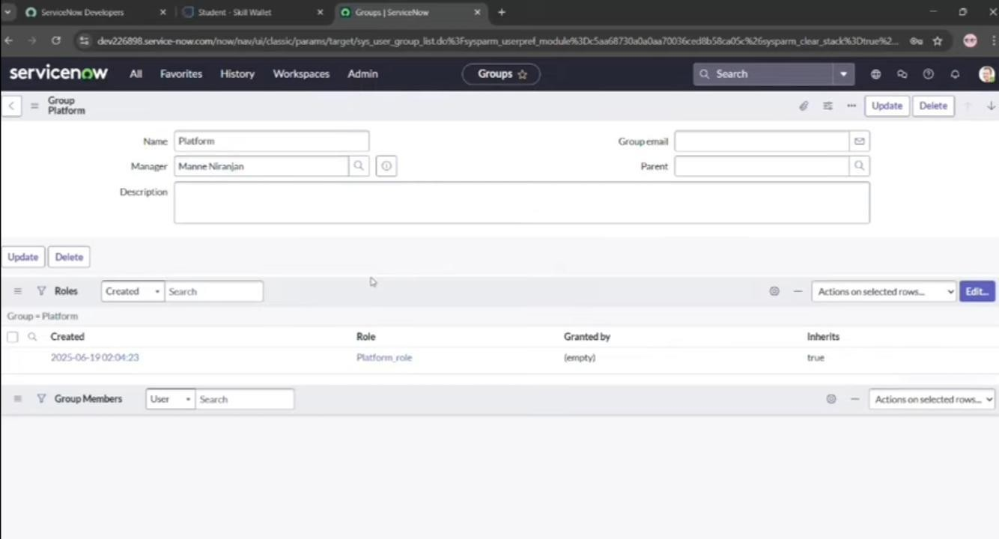 ServiceNow Developers
Student - Skill Wallet
Groups | ServiceNow
dev226898.service-now.com/now/nav/ui/classic/params/target/sys_user_group_list.do%3Fsysparm_userpref_module%3Dc5aa68730a0a0aa70036ced8b58ca05c%26sysparm_clear_stack%3Dtrue%2...
servicenow All Favorites History Workspaces Admin Groups Search
Group
Platform
Update Delete
Name Platform Group email
Manager Manne Niranjan Parent
Description
Update Delete
Roles Created Search Actions on selected rows... Edit...
Group = Platform
Created Role Granted by Inherits
2025-06-19 02:04:23 Platform_role (empty) true
Group Members User Search Actions on selected rows...